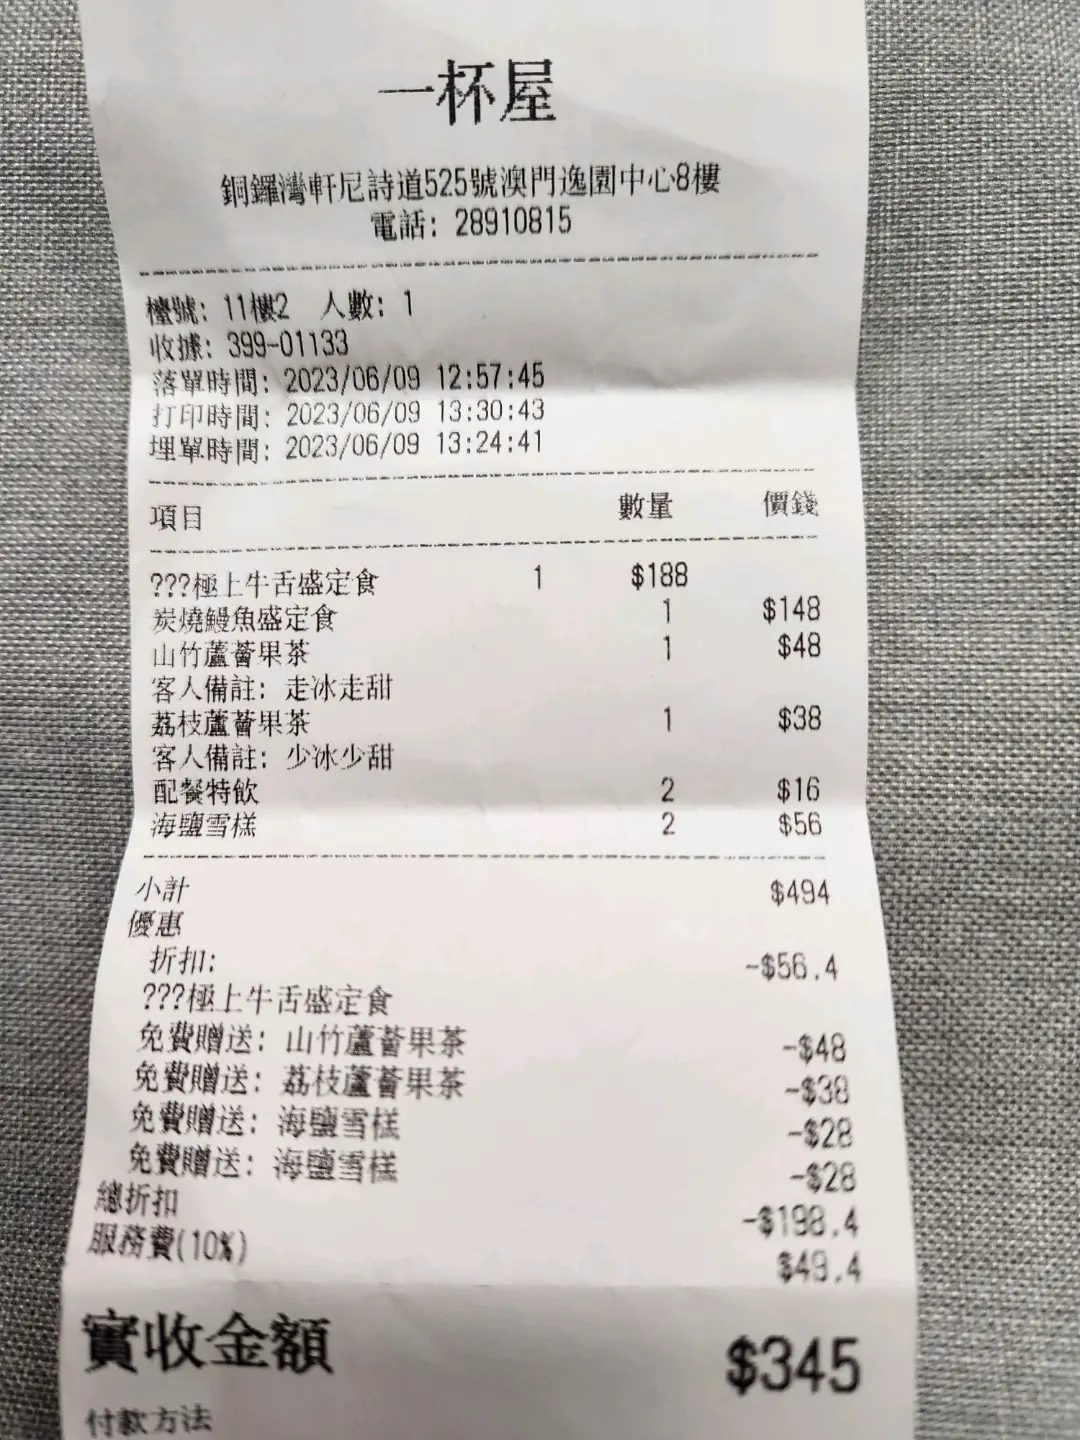 一杯屋
銅鑼灣軒尼詩道525號澳門逸園中心8樓
電話: 28910815
檯號: 11樓2 人數: 1
收據: 399-01133
落單時間: 2023/06/09 12:57:45
打印時間: 2023/06/09 13:30:43
埋單時間: 2023/06/09 13:24:41
項目 數量 價錢
???極上牛舌盛定食 1 $188
炭燒鰻魚盛定食 1 $148
山竹蘆薈果茶 1 $48
客人備註: 走冰走甜
荔枝蘆薈果茶 1 $38
客人備註: 少冰少甜
配餐特飲 2 $16
海鹽雪糕 2 $56
小計 $494
優惠
折扣: -$56.4
???極上牛舌盛定食
免費贈送: 山竹蘆薈果茶 -$48
免費贈送: 荔枝蘆薈果茶 -$38
免費贈送: 海鹽雪糕 -$28
免費贈送: 海鹽雪糕 -$28
總折扣 -$198.4
服務費(10%) $49.4
實收金額 $345
付款方法